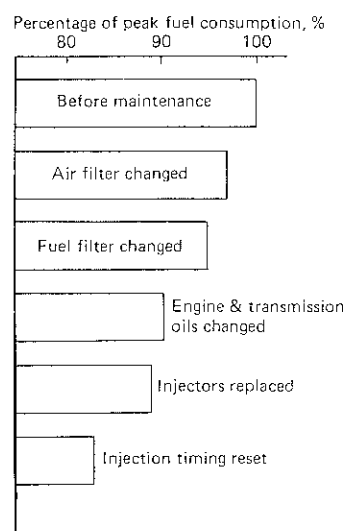 Percentage of peak fuel consumption, %
80 90 100
Before maintenance
Air filter changed
Fuel filter changed
Engine & transmission
oils changed
Injectors replaced
Injection timing reset